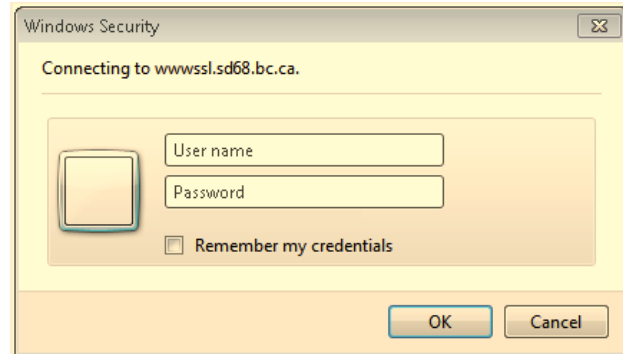 Windows Security
Connecting to wwwssl.sd68.bc.ca.
User name
Password
Remember my credentials
OK Cancel